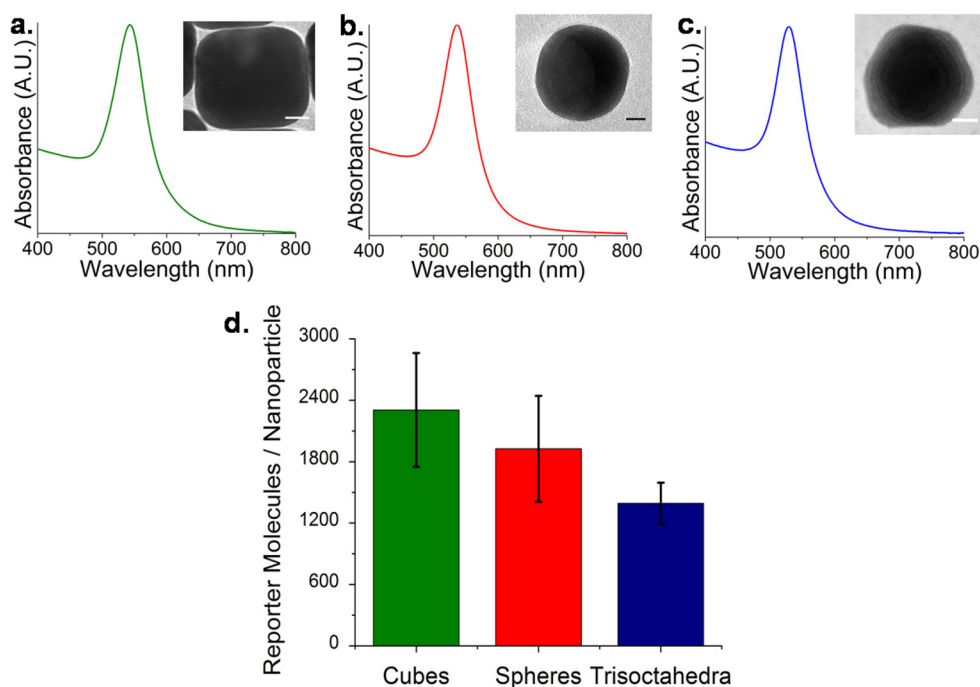 a.
Absorbance (A.U.)
400 500 600 700 800
Wavelength (nm)
b.
Absorbance (A.U.)
400 500 600 700 800
Wavelength (nm)
c.
Absorbance (A.U.)
400 500 600 700 800
Wavelength (nm)
d.
Reporter Molecules / Nanoparticle
3000
2400
1800
1200
600
0
Cubes Spheres Trisoctahedra